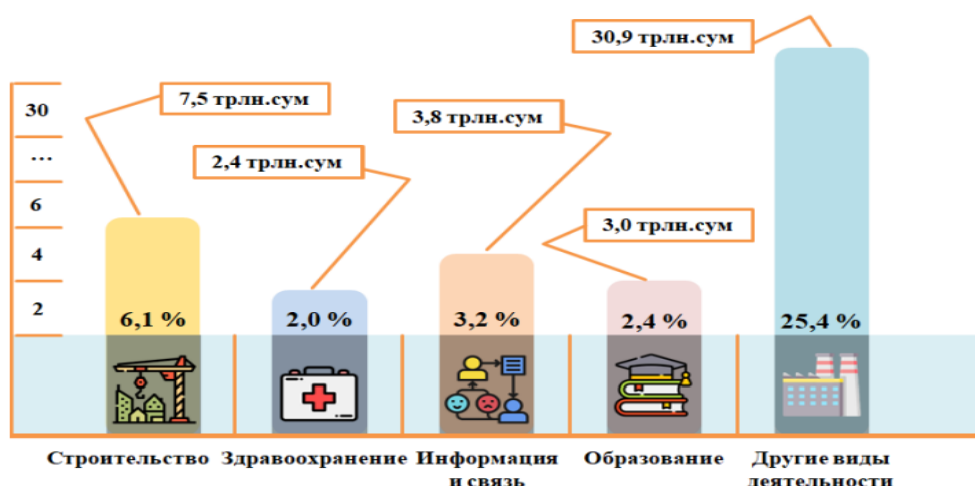 30,9 трлн.сум
7,5 трлн.сум
3,8 трлн.сум
2,4 трлн.сум
3,0 трлн.сум
30
...
6
4
2
6,1 %
2,0 %
3,2 %
2,4 %
25,4 %
Строительство
Здравоохранение
Информация
и связь
Образование
Другие виды
деятельности